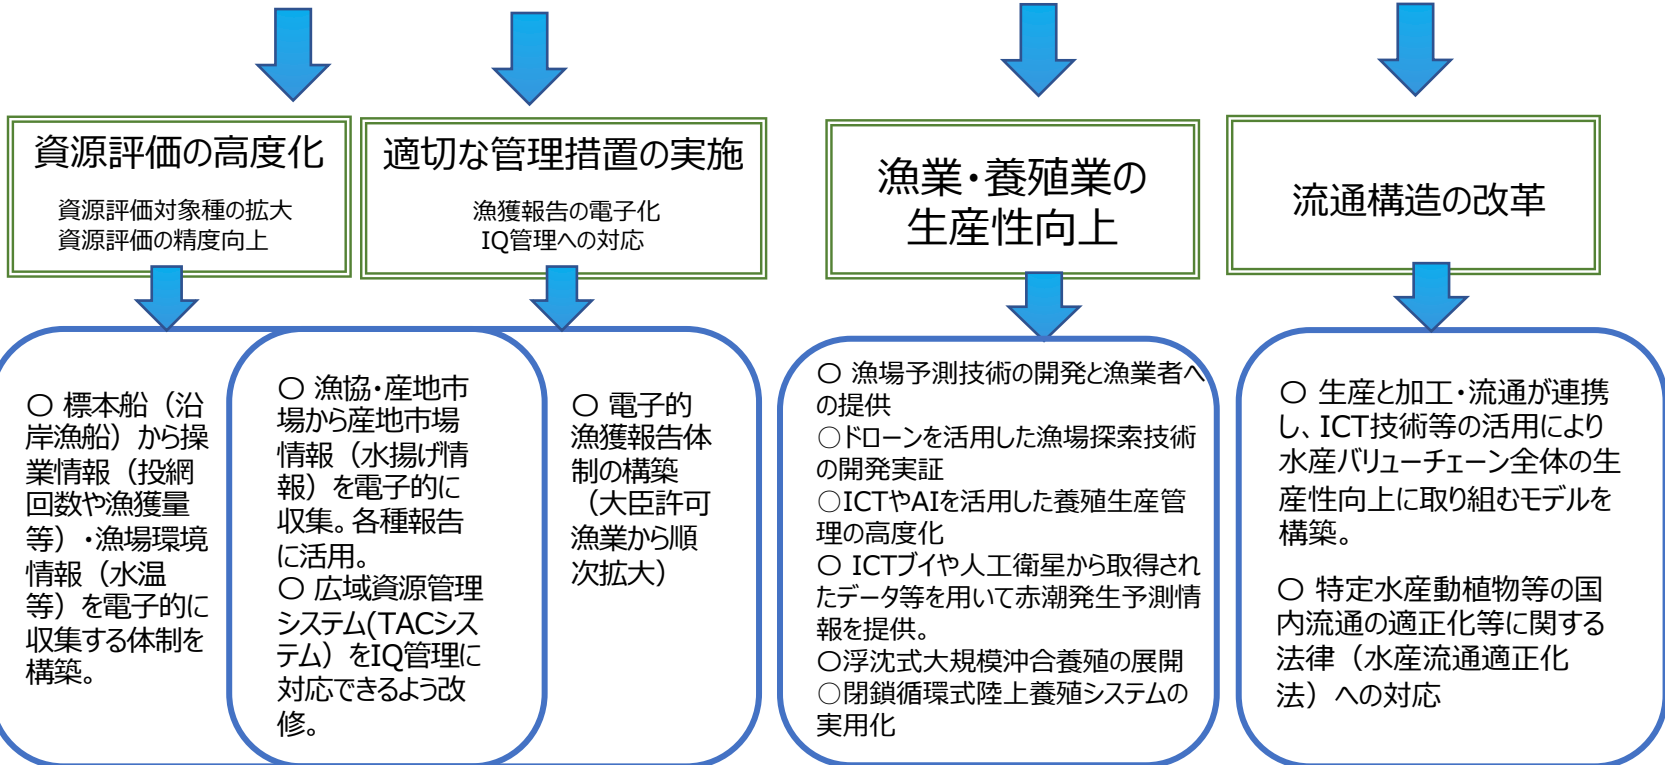 資源評価の高度化
資源評価対象種の拡大
資源評価の精度向上
適切な管理措置の実施
漁獲報告の電子化
IQ管理への対応
漁業・養殖業の
生産性向上
流通構造の改革
〇 標本船（沿
岸漁船）から操
業情報（投網
回数や漁獲量
等）・漁場環境
情報（水温
等）を電子的に
収集する体制を
構築。
〇 漁協・産地市
場から産地市場
情報（水揚げ情
報）を電子的に
収集。各種報告
に活用。
〇 広域資源管理
システム(TACシス
テム）をIQ管理に
対応できるよう改
修。
〇 電子的
漁獲報告体
制の構築
（大臣許可
漁業から順
次拡大）
〇 漁場予測技術の開発と漁業者へ
の提供
○ドローンを活用した漁場探索技術
の開発実証
○ICTやAIを活用した養殖生産管
理の高度化
〇 ICTブイや人工衛星から取得され
たデータ等を用いて赤潮発生予測情
報を提供。
〇浮沈式大規模沖合養殖の展開
○閉鎖循環式陸上養殖システムの
実用化
〇 生産と加工・流通が連携
し、ICT技術等の活用により
水産バリューチェーン全体の生
産性向上に取り組むモデルを
構築。
〇 特定水産動植物等の国
内流通の適正化等に関する
法律（水産流通適正化
法）への対応